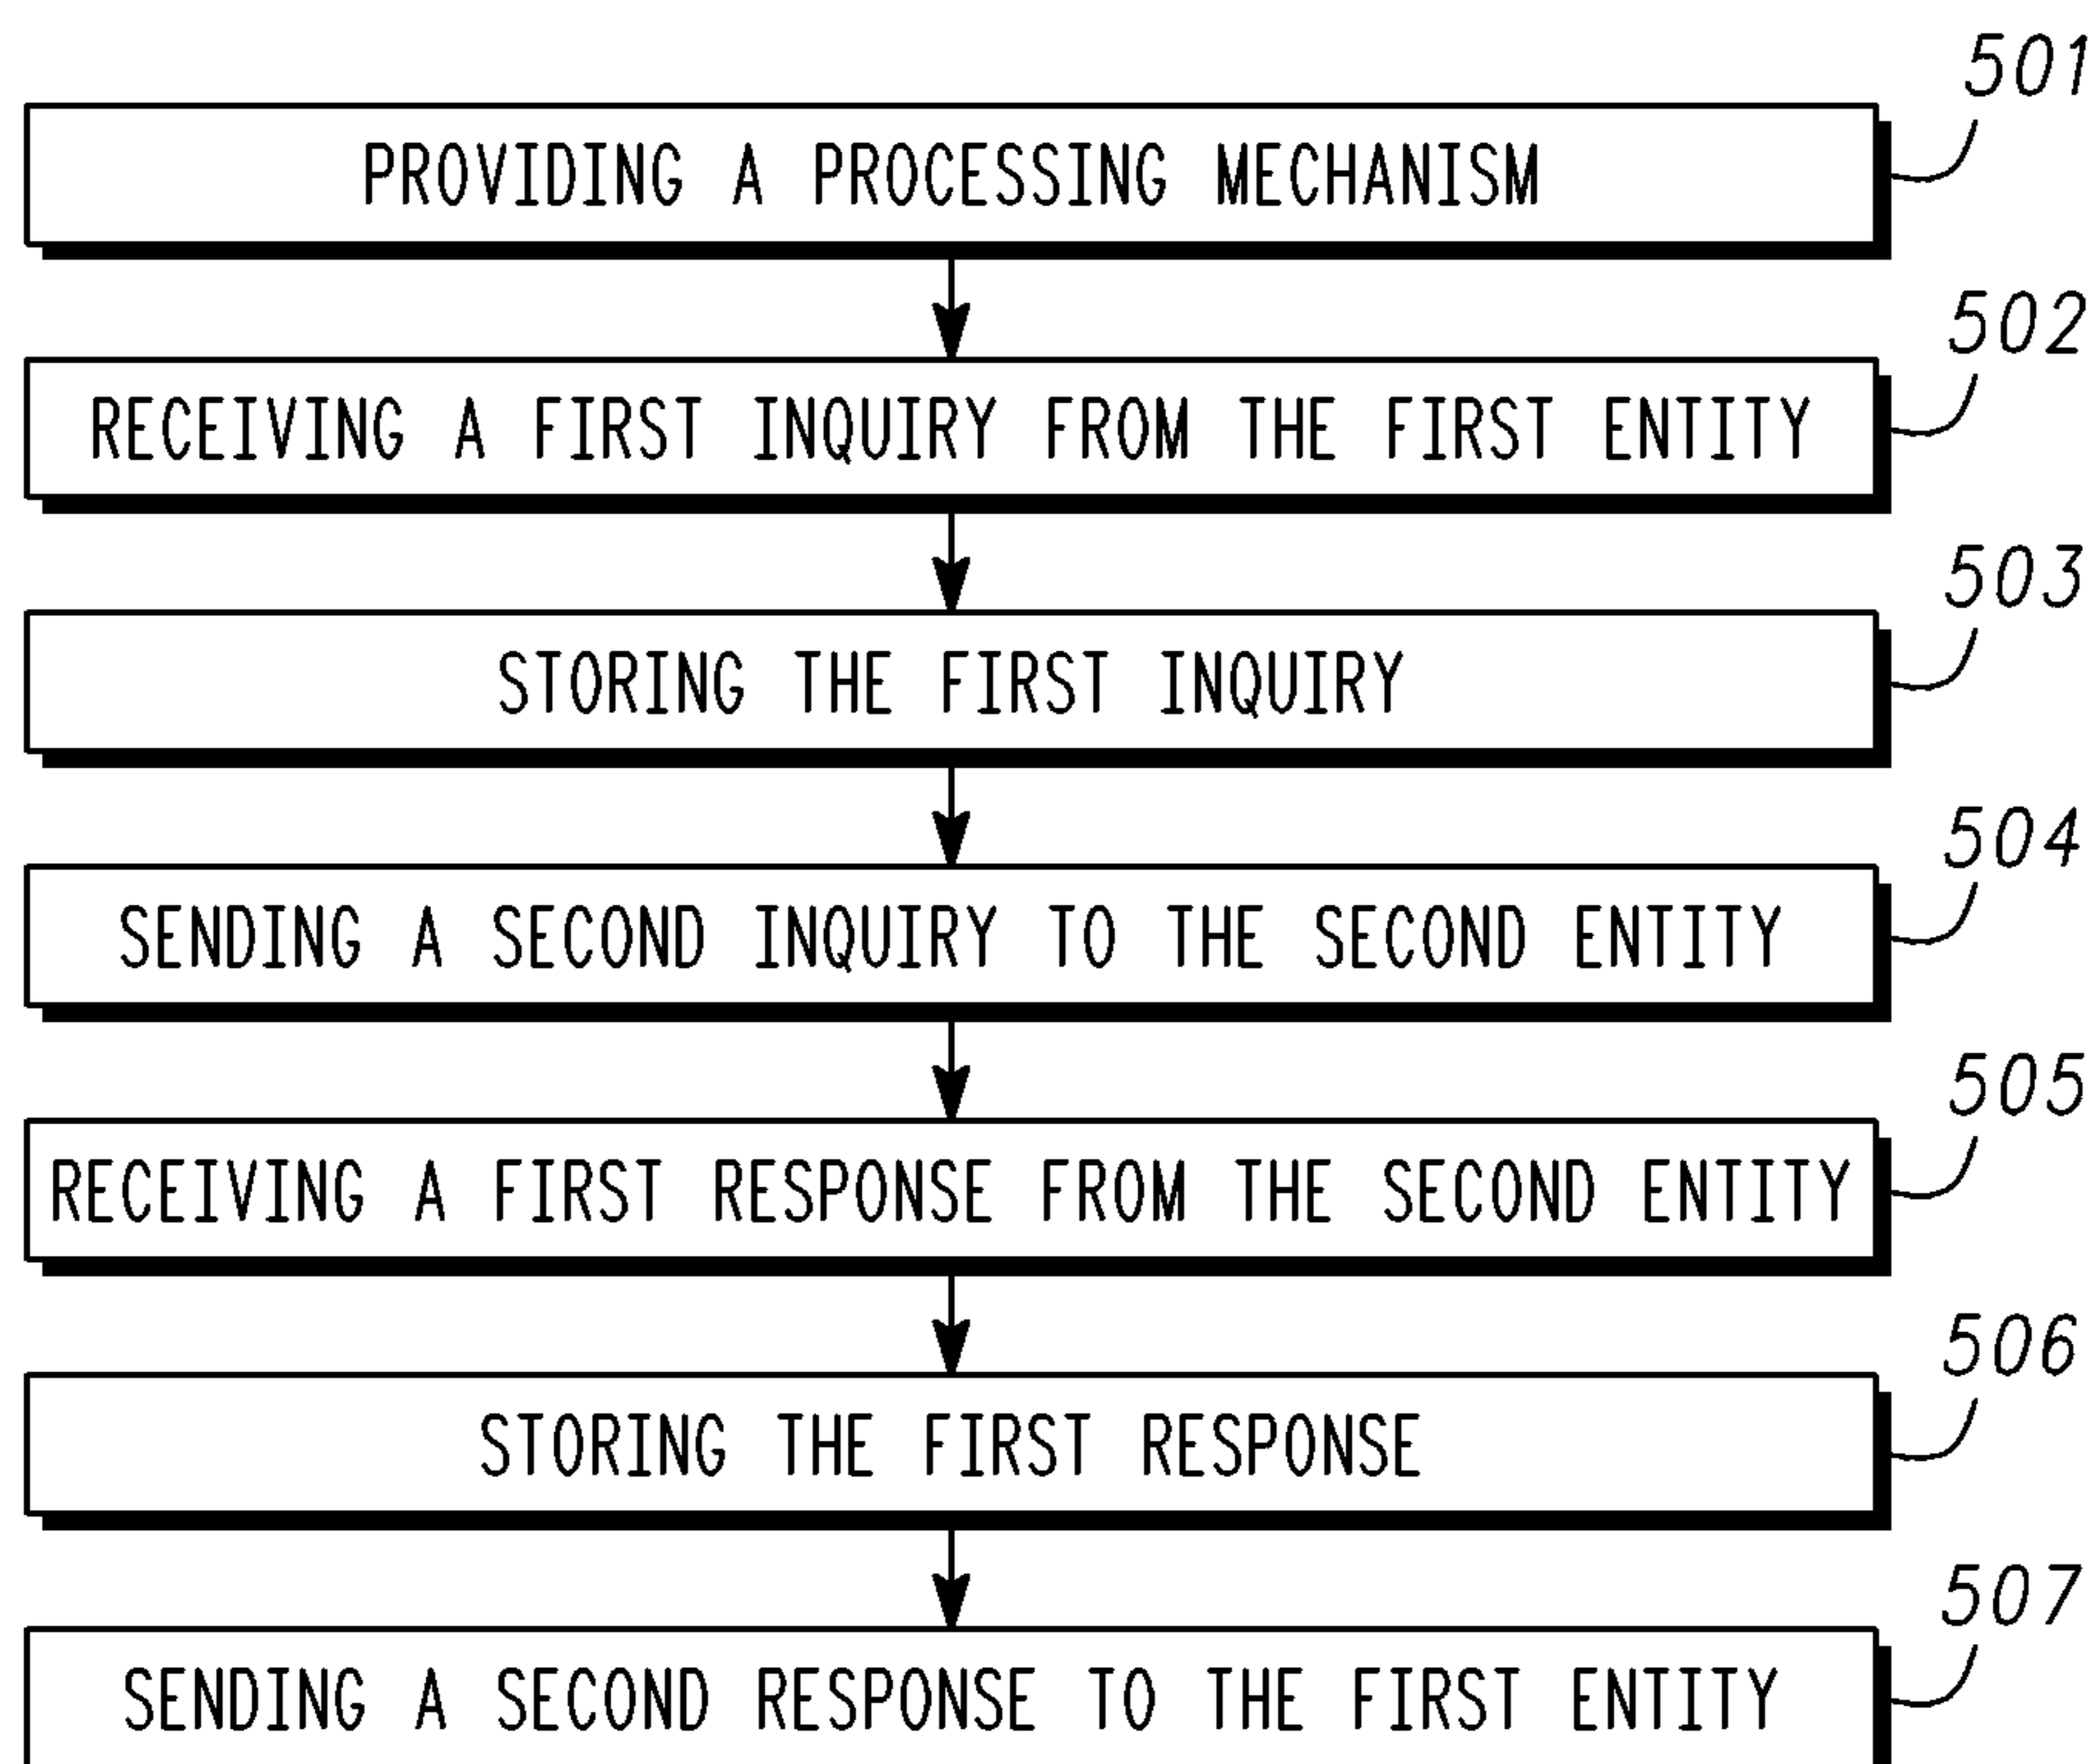 501
PROVIDING A PROCESSING MECHANISM
502
RECEIVING A FIRST INQUIRY FROM THE FIRST ENTITY
503
STORING THE FIRST INQUIRY
504
SENDING A SECOND INQUIRY TO THE SECOND ENTITY
505
RECEIVING A FIRST RESPONSE FROM THE SECOND ENTITY
506
STORING THE FIRST RESPONSE
507
SENDING A SECOND RESPONSE TO THE FIRST ENTITY